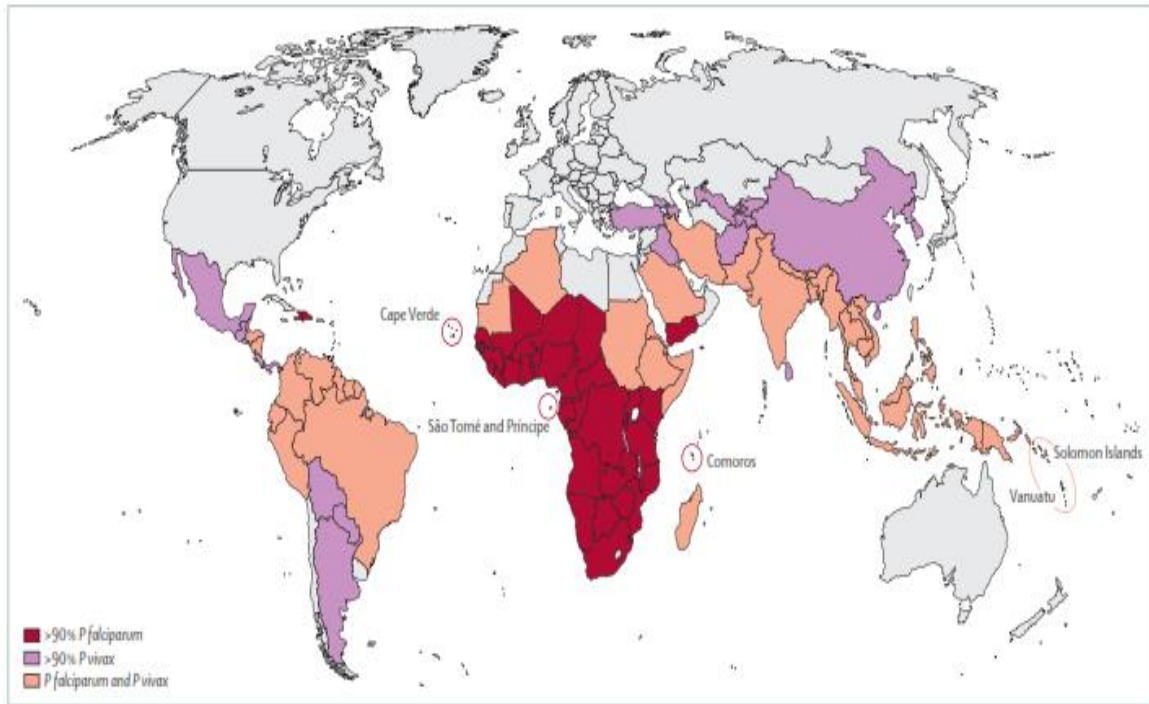 Cape Verde
São Tomé and Príncipe
Comoros
Solomon Islands
Vanuatu
>90% P falciparum
>90% P vivax
P falciparum and P vivax